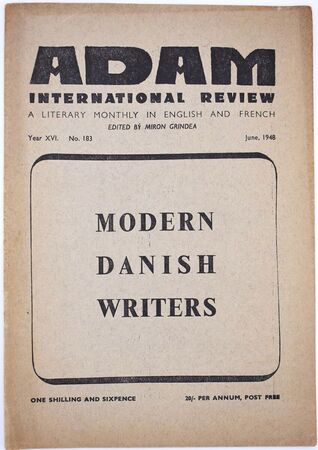 ADAM
INTERNATIONAL REVIEW
A LITERARY MONTHLY IN ENGLISH AND FRENCH
EDITED BY MIRON GRINDEA
Year XVI. No. 183 June, 1948
MODERN
DANISH
WRITERS
ONE SHILLING AND SIXPENCE 20/- PER ANNUM, POST FREE